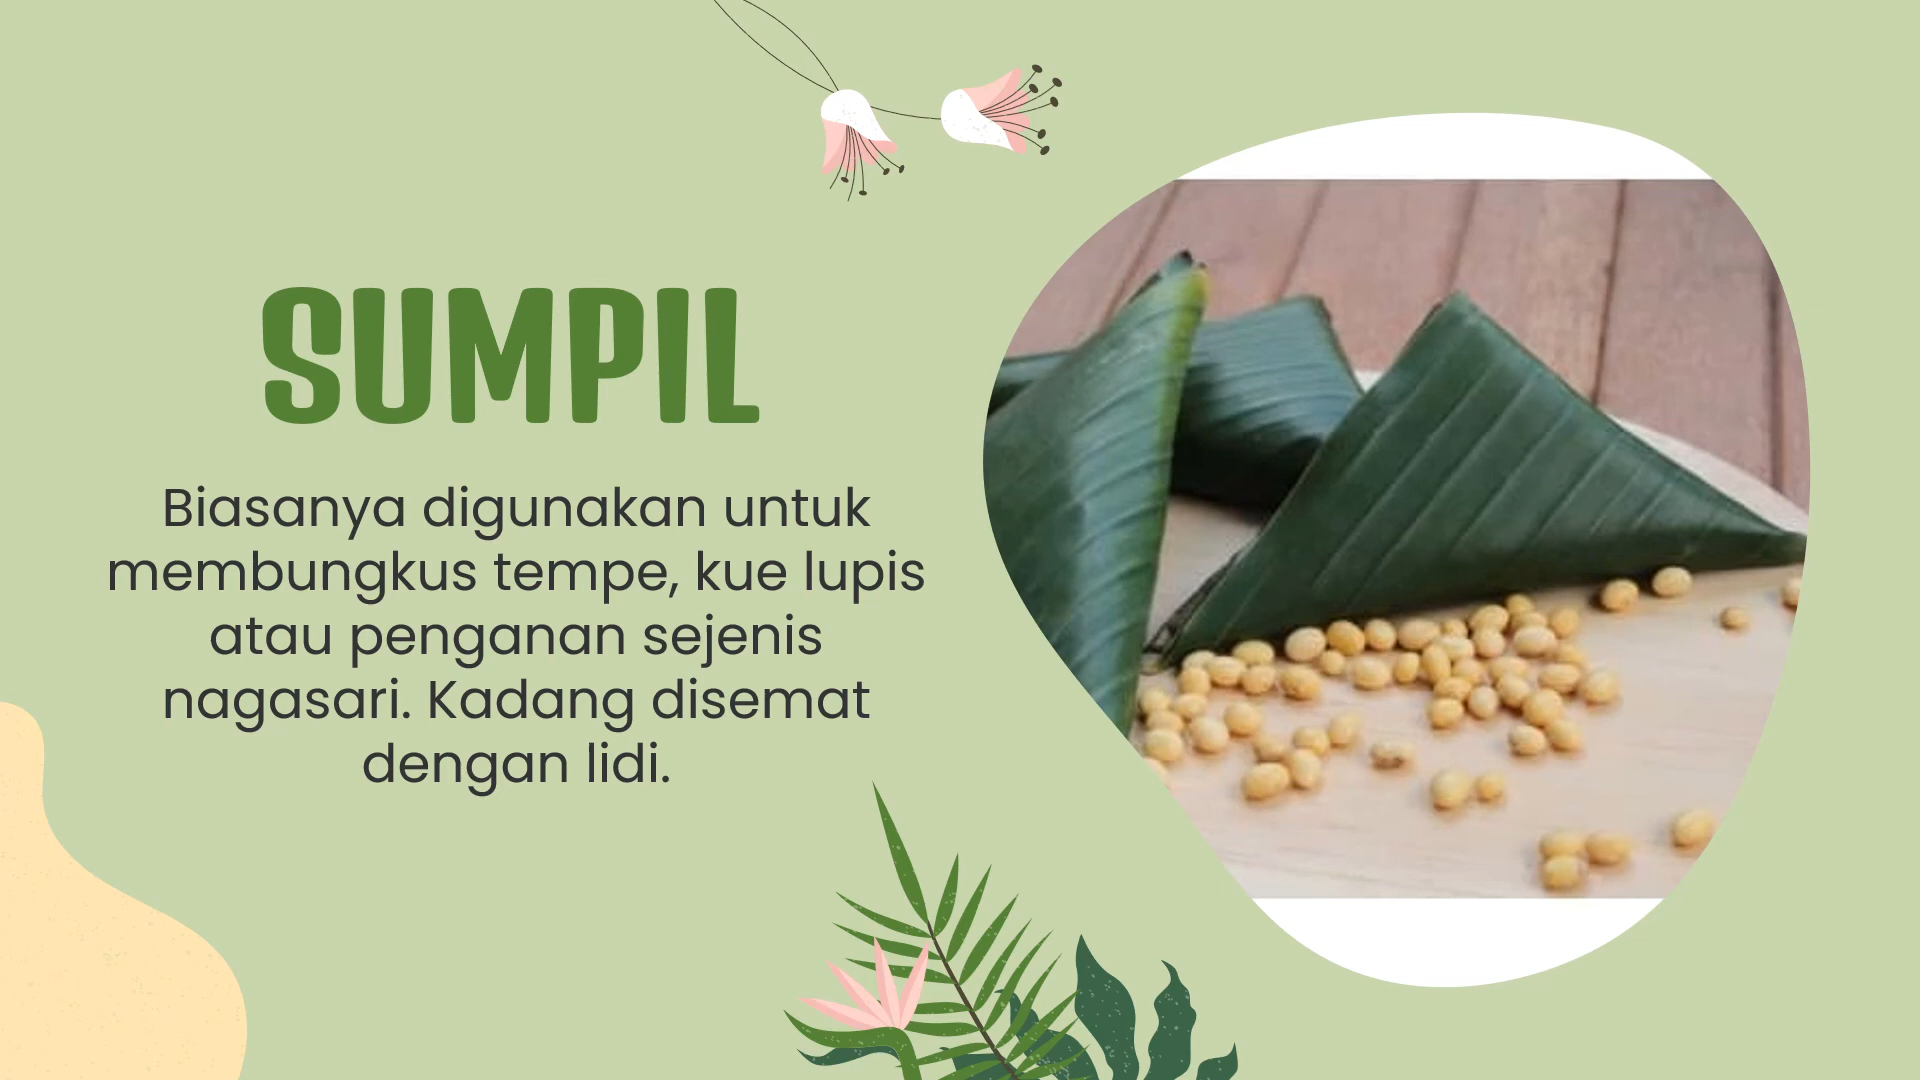 SUMPIL
Biasanya digunakan untuk
membungkus tempe, kue lupis
atau penganan sejenis
nagasari. Kadang disemat
dengan lidi.